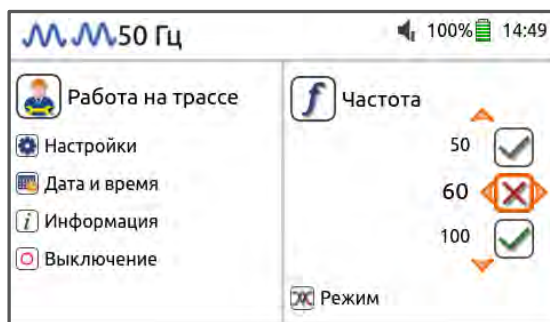 50 Гц 100% 14:49
Работа на трассе
Настройки
Дата и время
i Информация
Выключение
f Частота
50
60
100
Режим